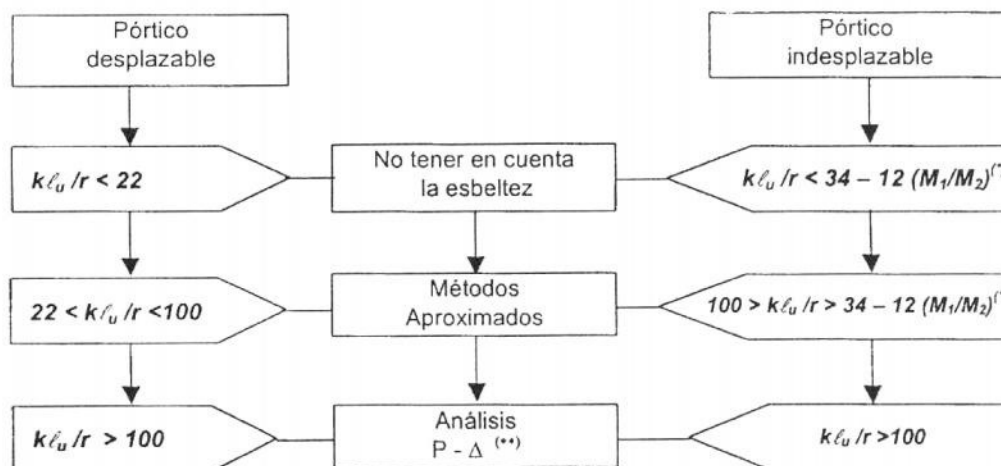 Pórtico
desplazable
Pórtico
indesplazable
kℓu/r < 22
No tener en cuenta
la esbeltez
kℓu/r < 34 – 12 (M1/M2)(*
22 < kℓu/r <100
Métodos
Aproximados
100 > kℓu/r > 34 – 12 (M1/M2)(*
kℓu/r > 100
Análisis
P - Δ (**)
kℓu/r >100